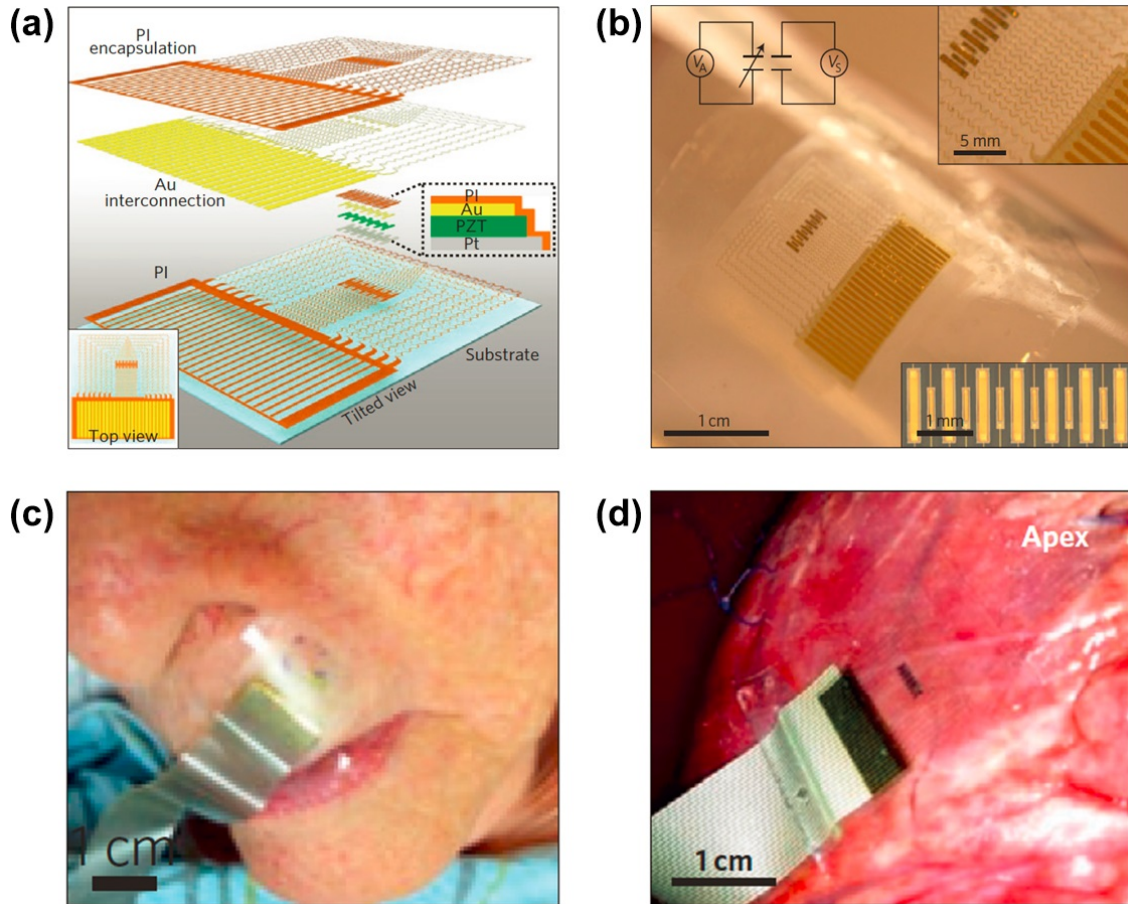 (a)
PI
encapsulation
Au
interconnection
PI
Au
PZT
Pt
PI
Substrate
Tilted view
Top view
(b)
VA
VS
5 mm
1 cm
1 mm
(c)
1 cm
(d)
Apex
1 cm